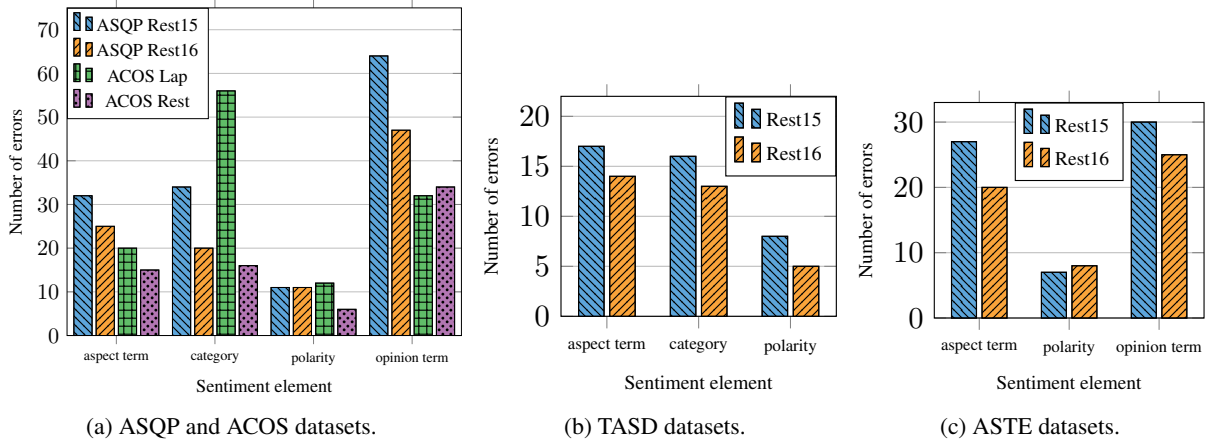 ASQP Rest15
ASQP Rest16
ACOS Lap
ACOS Rest
70
60
50
40
30
20
10
0
Number of errors
aspect term category polarity opinion term
Sentiment element
(a) ASQP and ACOS datasets.
Rest15
Rest16
20
15
10
5
0
Number of errors
aspect term category polarity
Sentiment element
(b) TASD datasets.
Rest15
Rest16
30
20
10
0
Number of errors
aspect term polarity opinion term
Sentiment element
(c) ASTE datasets.